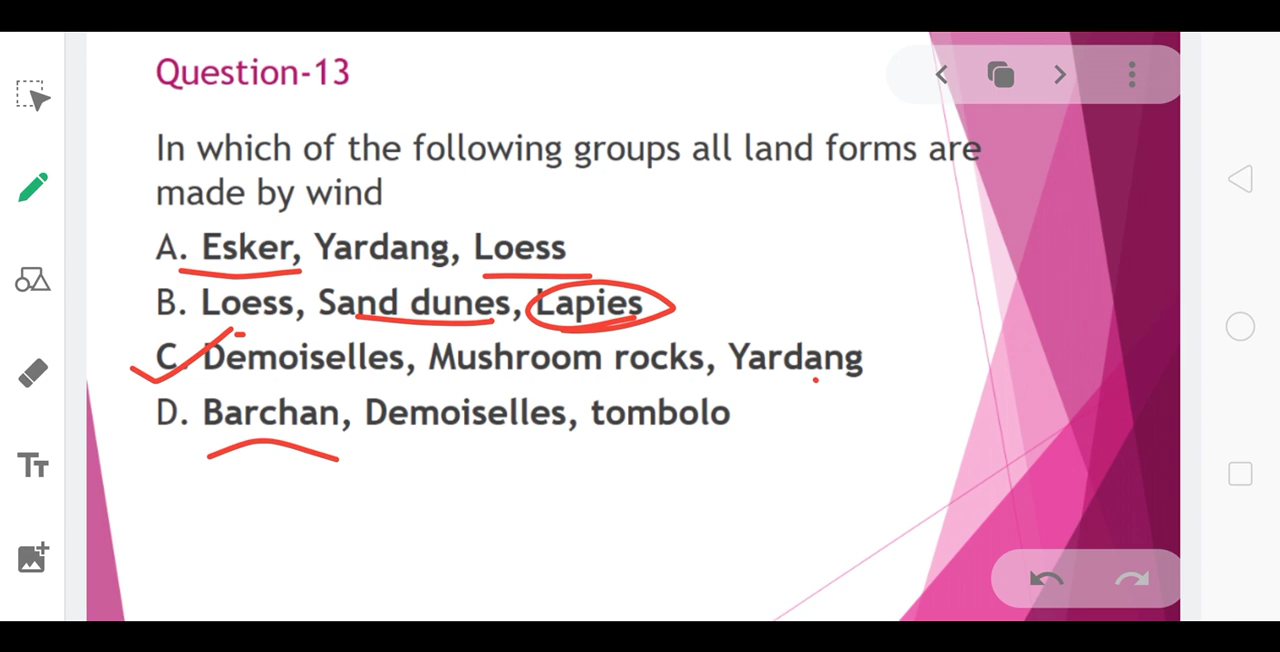 Question-13
In which of the following groups all land forms are
made by wind
A. Esker, Yardang, Loess
B. Loess, Sand dunes, Lapies
C. Demoiselles, Mushroom rocks, Yardang
D. Barchan, Demoiselles, tombolo
TT